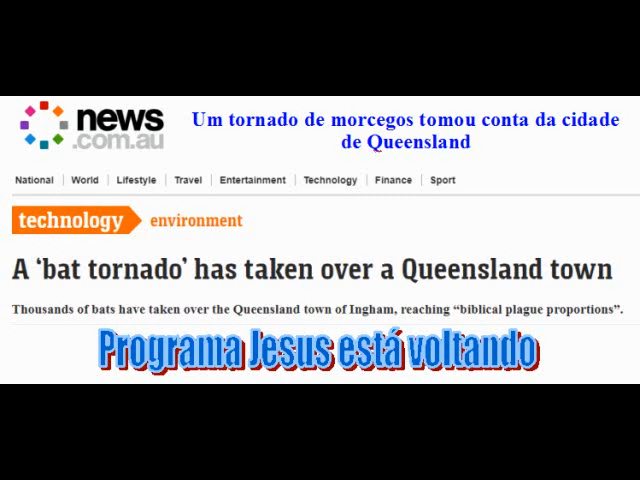 news
.com.au
Um tornado de morcegos tomou conta da cidade
de Queensland
National World Lifestyle Travel Entertainment Technology Finance Sport
technology environment
A ‘bat tornado’ has taken over a Queensland town
Thousands of bats have taken over the Queensland town of Ingham, reaching “biblical plague proportions”.
Programa Jesus está voltando